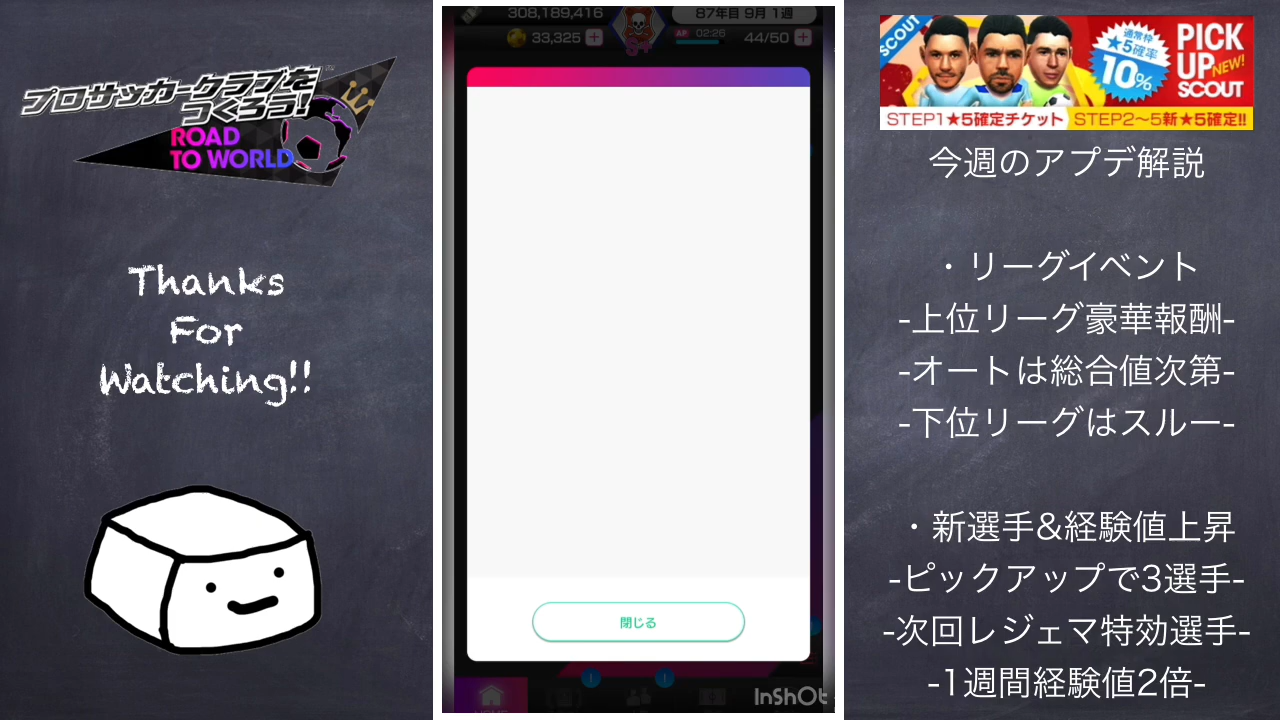 プロサッカークラブを
つくろう!
ROAD
TO WORLD
Thanks
For
Watching!!
308,189,416
87年目 9月 1週
33,325
AP 02:26
44/50
閉じる
InShOt
SCOUT
通常枠
★5確率
10%
PICK
UP NEW!
SCOUT
STEP1★5確定チケット STEP2～5新★5確定!!
今週のアプデ解説
・リーグイベント
-上位リーグ豪華報酬-
-オートは総合値次第-
-下位リーグはスルー-
・新選手&経験値上昇
-ピックアップで3選手-
-次回レジェマ特効選手-
-1週間経験値2倍-